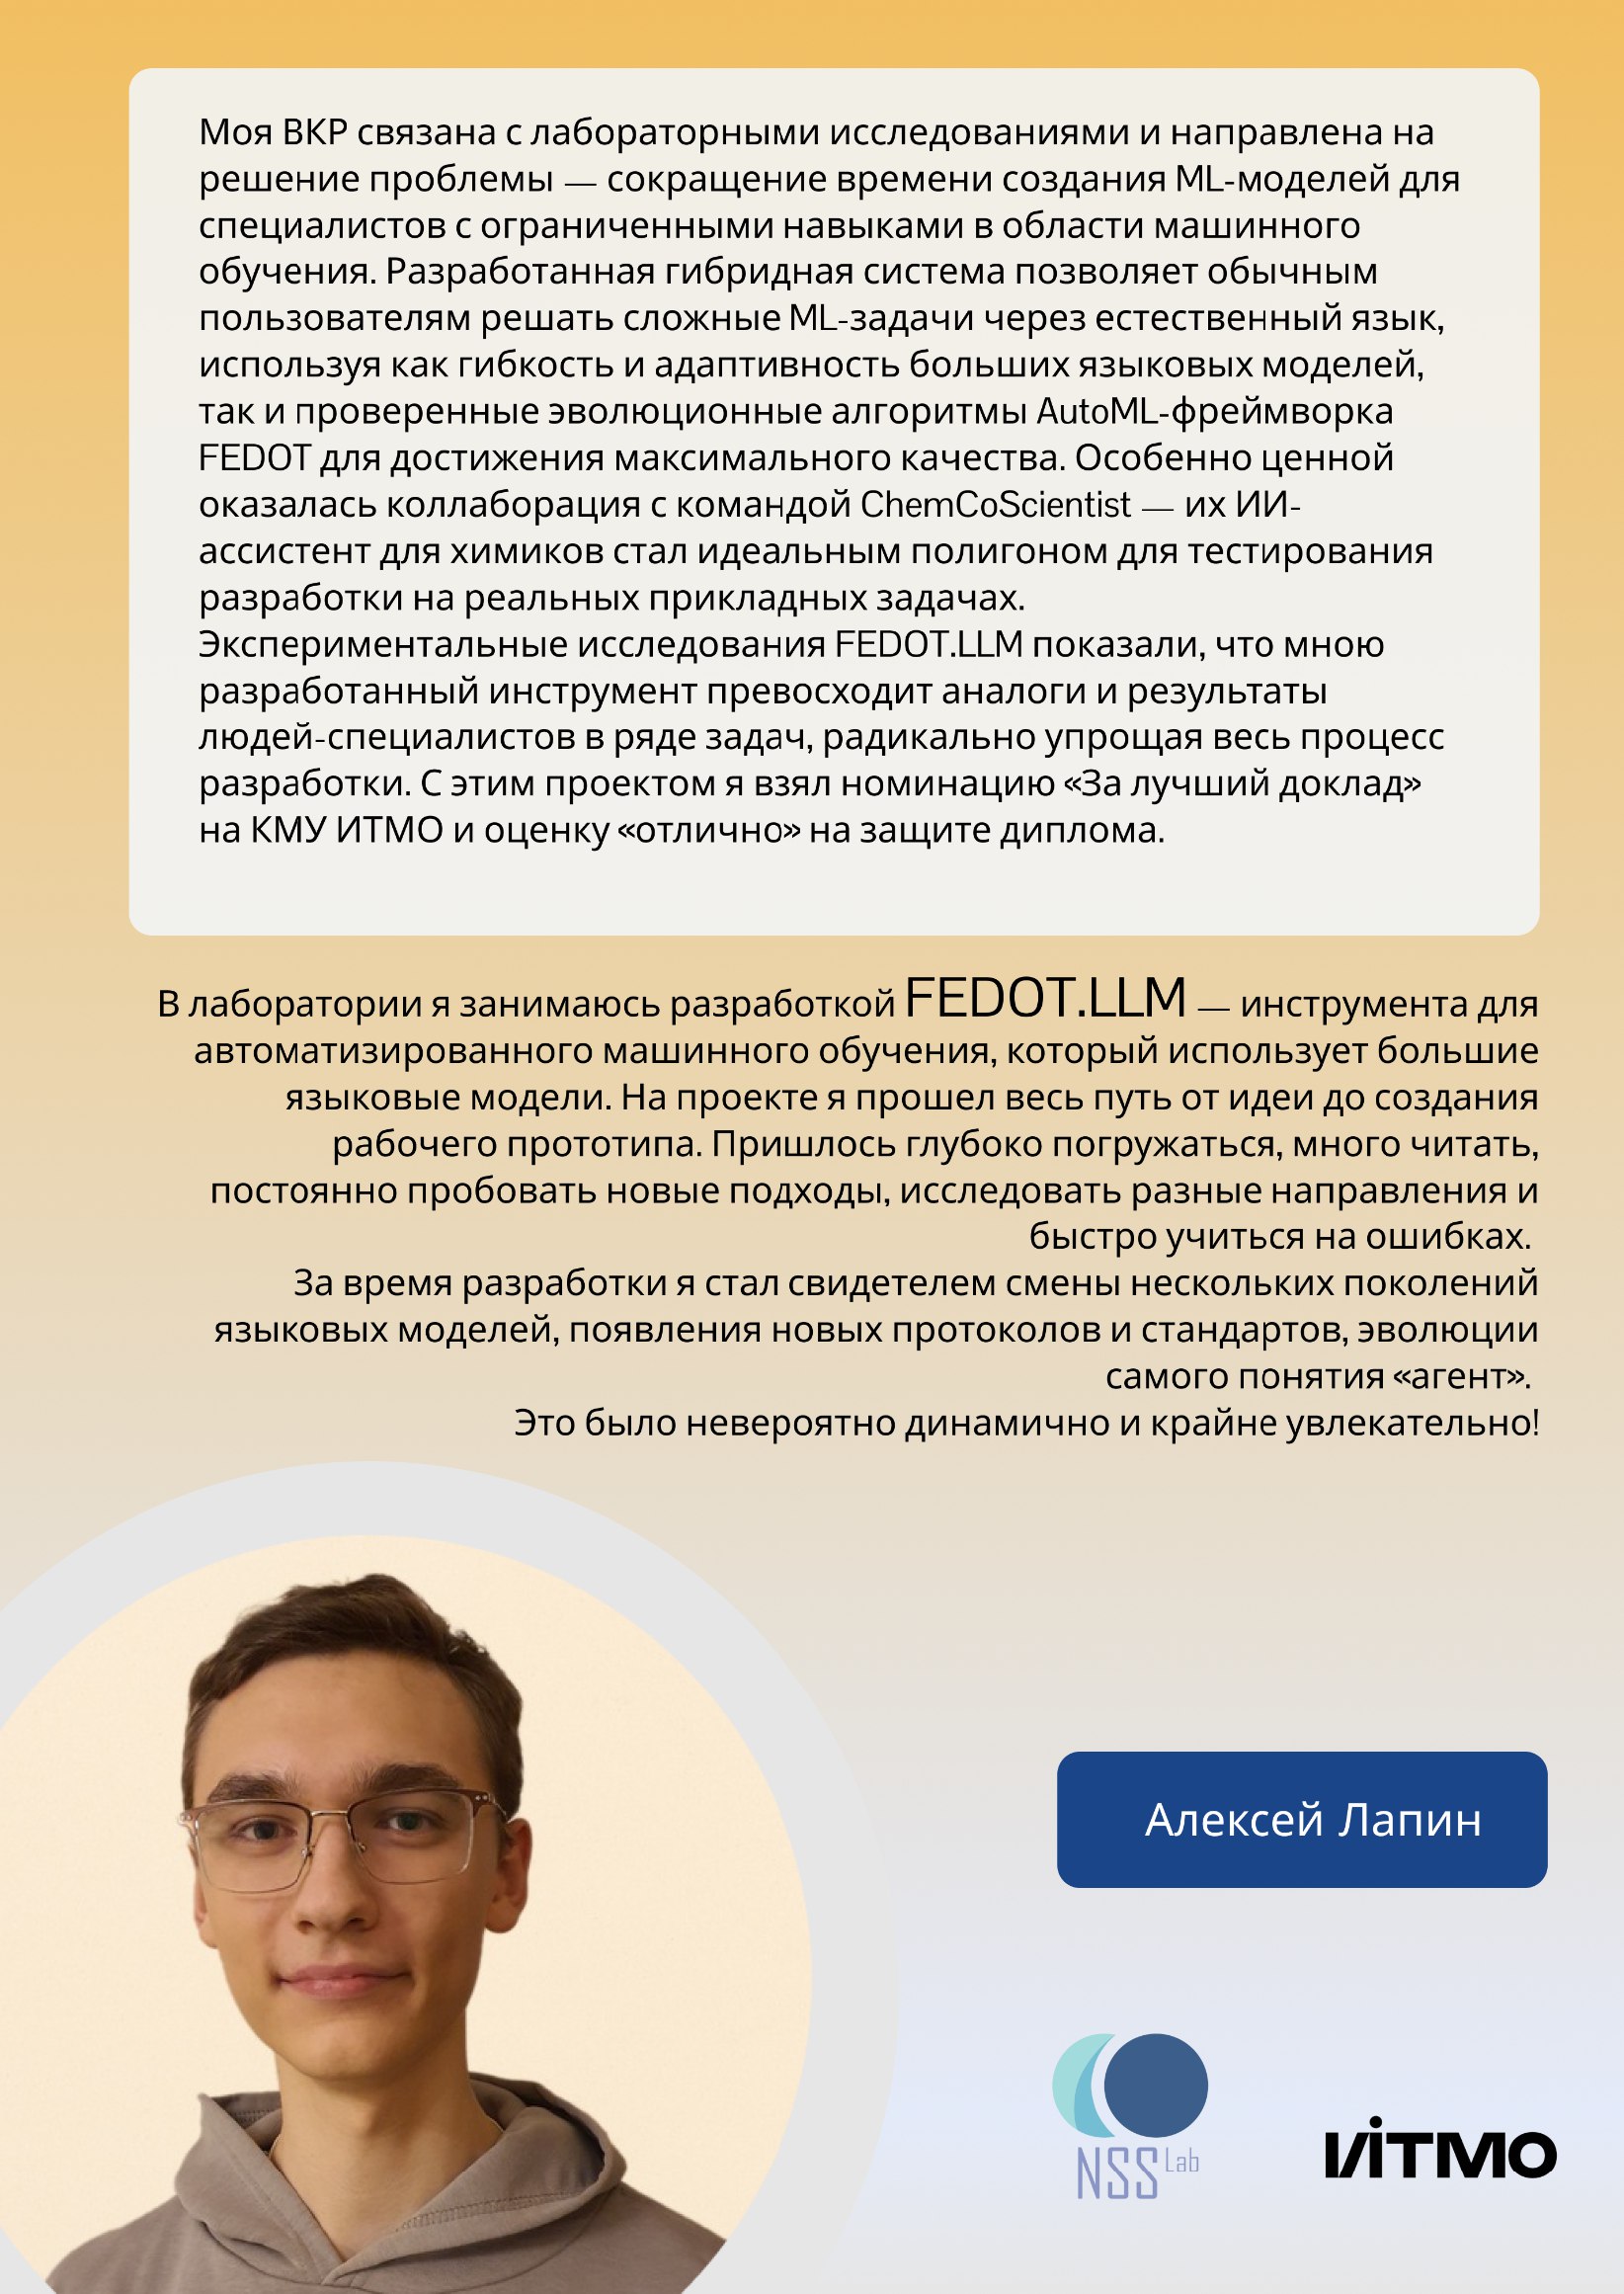 Моя ВКР связана с лабораторными исследованиями и направлена на
решение проблемы — сокращение времени создания ML-моделей для
специалистов с ограниченными навыками в области машинного
обучения. Разработанная гибридная система позволяет обычным
пользователям решать сложные ML-задачи через естественный язык,
используя как гибкость и адаптивность больших языковых моделей,
так и проверенные эволюционные алгоритмы AutoML-фреймворка
FEDOT для достижения максимального качества. Особенно ценной
оказалась коллаборация с командой ChemCoScientist — их ИИ-
ассистент для химиков стал идеальным полигоном для тестирования
разработки на реальных прикладных задачах.
Экспериментальные исследования FEDOT.LLM показали, что мною
разработанный инструмент превосходит аналоги и результаты
людей-специалистов в ряде задач, радикально упрощая весь процесс
разработки. С этим проектом я взял номинацию «За лучший доклад»
на КМУ ИТМО и оценку «отлично» на защите диплома.
В лаборатории я занимаюсь разработкой FEDOT.LLM — инструмента для
автоматизированного машинного обучения, который использует большие
языковые модели. На проекте я прошел весь путь от идеи до создания
рабочего прототипа. Пришлось глубоко погружаться, много читать,
постоянно пробовать новые подходы, исследовать разные направления и
быстро учиться на ошибках.
За время разработки я стал свидетелем смены нескольких поколений
языковых моделей, появления новых протоколов и стандартов, эволюции
самого понятия «агент».
Это было невероятно динамично и крайне увлекательно!
Алексей Лапин
NSS Lab
ИТМО